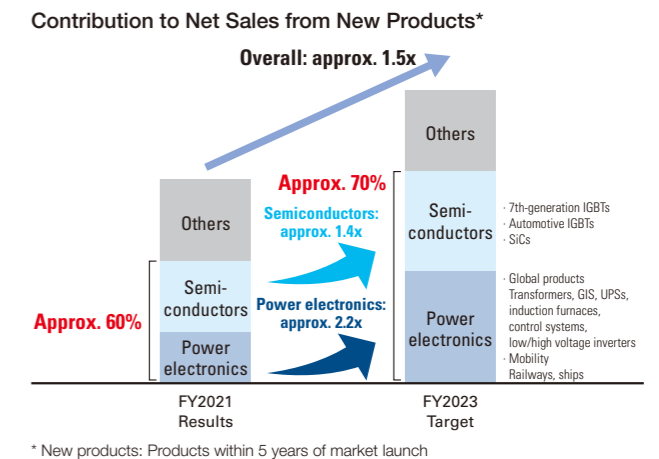 Contribution to Net Sales from New Products*
Overall: approx. 1.5x
Others
Approx. 70%
Others
Semiconductors:
approx. 1.4x
Semi-
conductors
· 7th-generation IGBTs
· Automotive IGBTs
· SiCs
Semi-
conductors
Approx. 60%
Power electronics:
approx. 2.2x
Power
electronics
Power
electronics
· Global products
Transformers, GIS, UPSs,
induction furnaces,
control systems,
low/high voltage inverters
· Mobility
Railways, ships
FY2021
Results
FY2023
Target
* New products: Products within 5 years of market launch